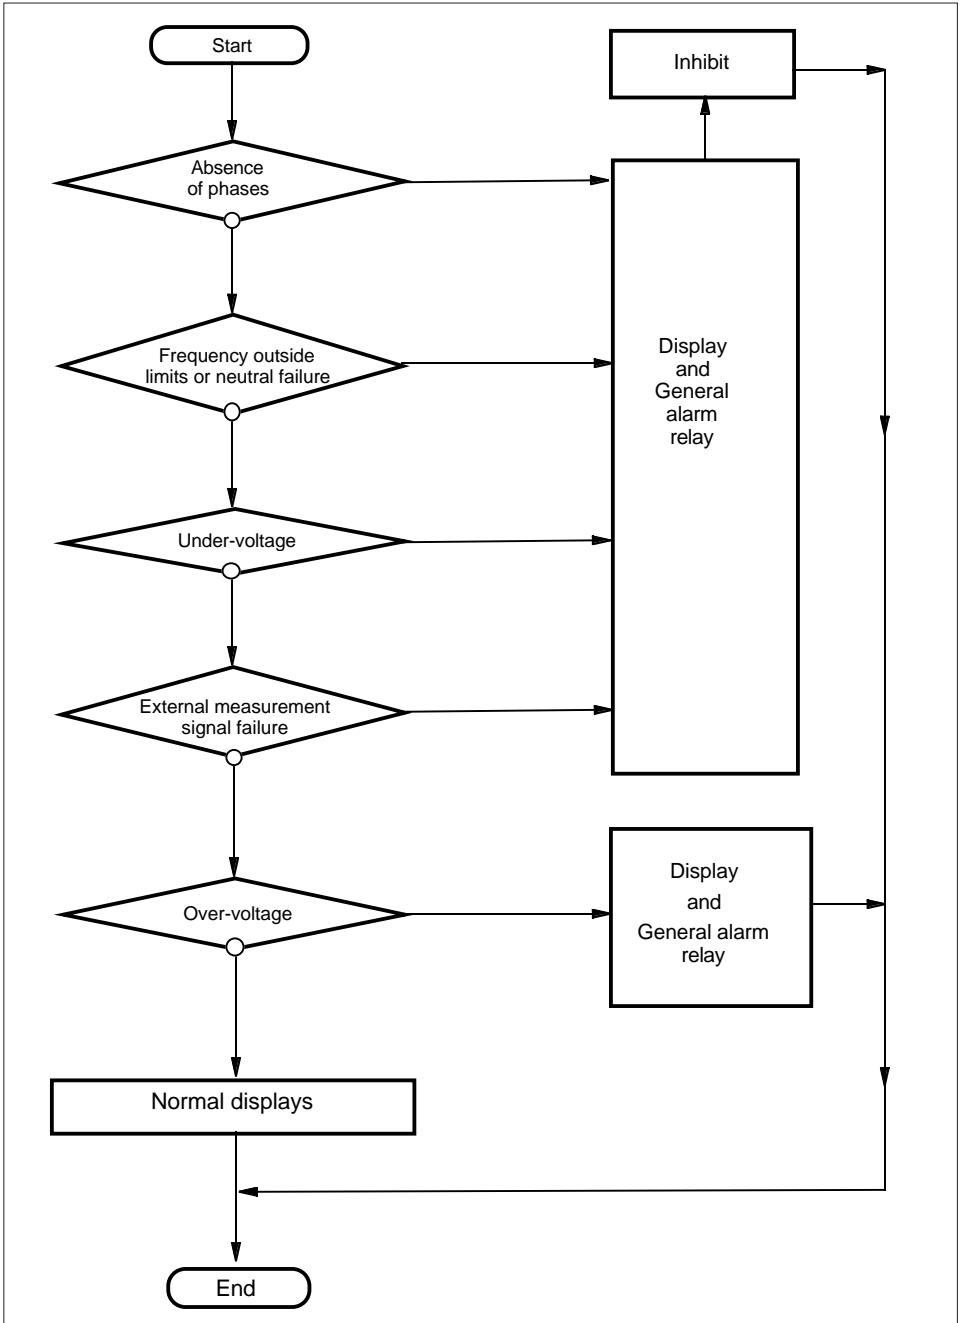 Start
Inhibit
Absence
of phases
Frequency outside
limits or neutral failure
Display
and
General
alarm
relay
Under-voltage
External measurement
signal failure
Over-voltage
Display
and
General alarm
relay
Normal displays
End